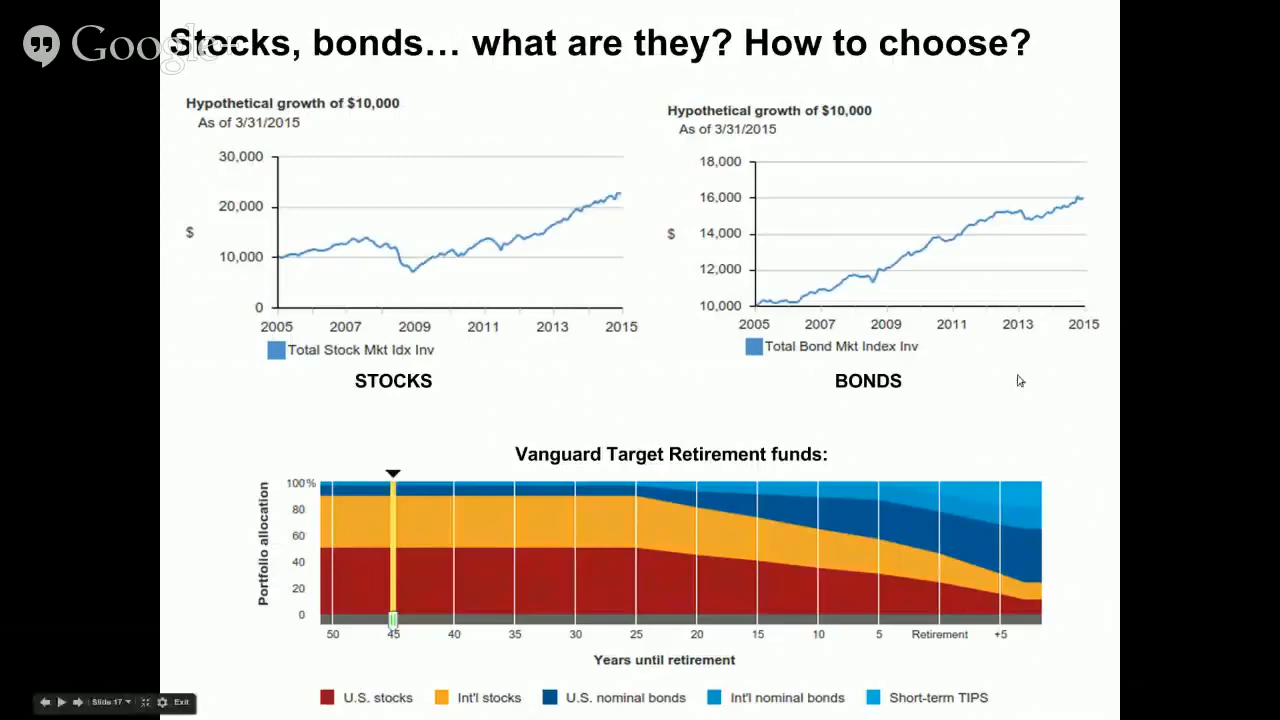 Google+
Stocks, bonds… what are they? How to choose?
Hypothetical growth of $10,000
As of 3/31/2015
30,000
20,000
$
10,000
0
2005 2007 2009 2011 2013 2015
Total Stock Mkt Idx Inv
STOCKS
Hypothetical growth of $10,000
As of 3/31/2015
18,000
16,000
$
14,000
12,000
10,000
2005 2007 2009 2011 2013 2015
Total Bond Mkt Index Inv
BONDS
Vanguard Target Retirement funds:
Portfolio allocation
100%
80
60
40
20
0
50 45 40 35 30 25 20 15 10 5 Retirement +5
Years until retirement
U.S. stocks Int'l stocks U.S. nominal bonds Int'l nominal bonds Short-term TIPS
Slide 17 Exit